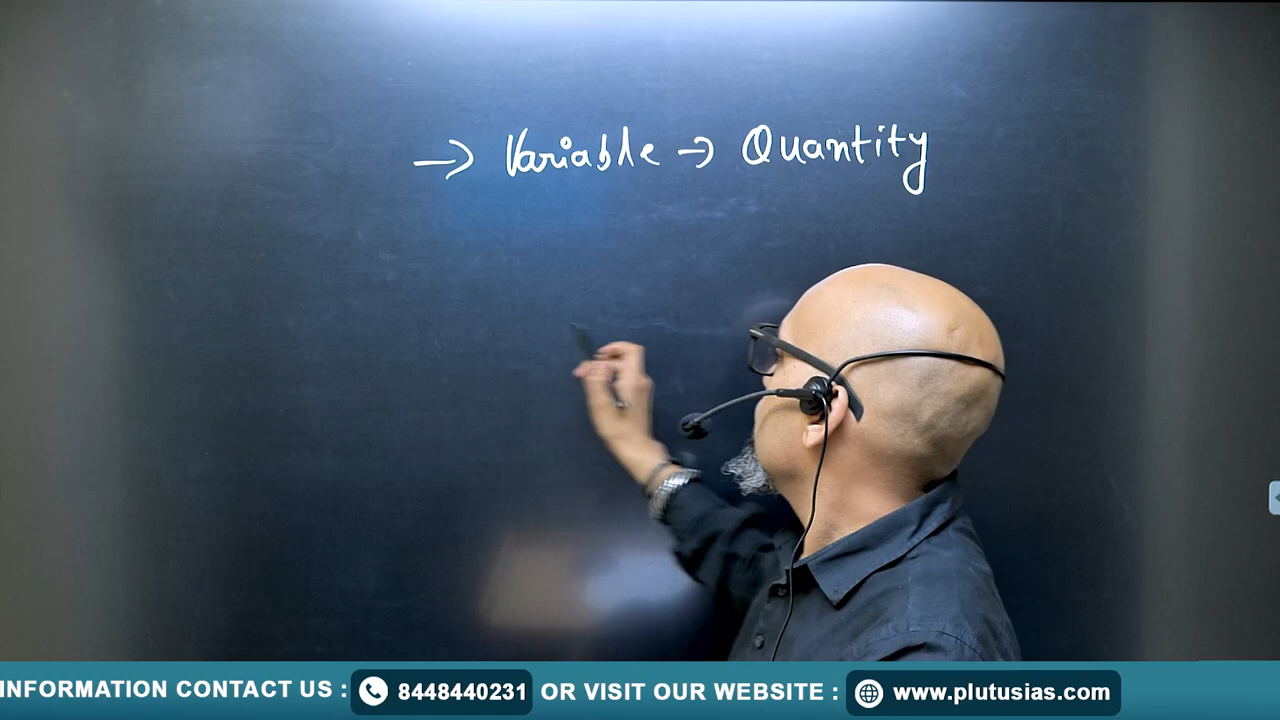 → Variable → Quantity
INFORMATION CONTACT US : 8448440231 OR VISIT OUR WEBSITE : www.plutusias.com